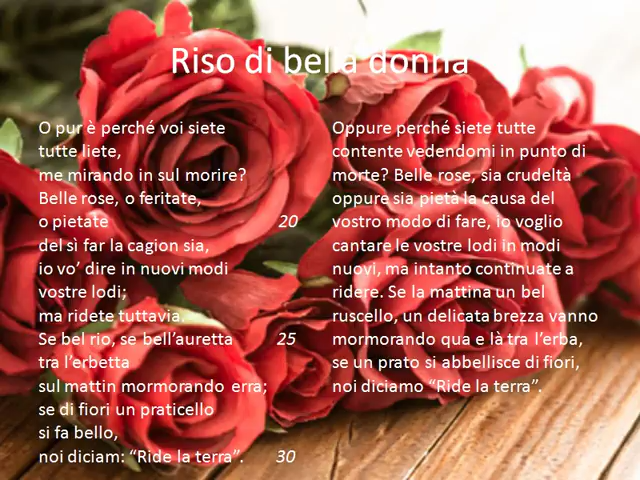 Riso di bella donna
O pur è perché voi siete
tutte liete,
me mirando in sul morire?
Belle rose, o feritate,
o pietate 20
del sì far la cagion sia,
io vo’ dire in nuovi modi
vostre lodi;
ma ridete tuttavia.
Se bel rio, se bell’auretta 25
tra l’erbetta
sul mattin mormorando erra;
se di fiori un praticello
si fa bello,
noi diciam: “Ride la terra”. 30
Oppure perché siete tutte
contente vedendomi in punto di
morte? Belle rose, sia crudeltà
oppure sia pietà la causa del
vostro modo di fare, io voglio
cantare le vostre lodi in modi
nuovi, ma intanto continuate a
ridere. Se la mattina un bel
ruscello, un delicata brezza vanno
mormorando qua e là tra l’erba,
se un prato si abbellisce di fiori,
noi diciamo “Ride la terra”.